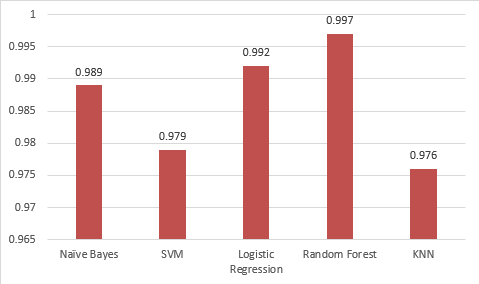 1
0.995
0.99
0.985
0.98
0.975
0.97
0.965
0.989
0.979
0.992
0.997
0.976
Naïve Bayes
SVM
Logistic
Regression
Random Forest
KNN